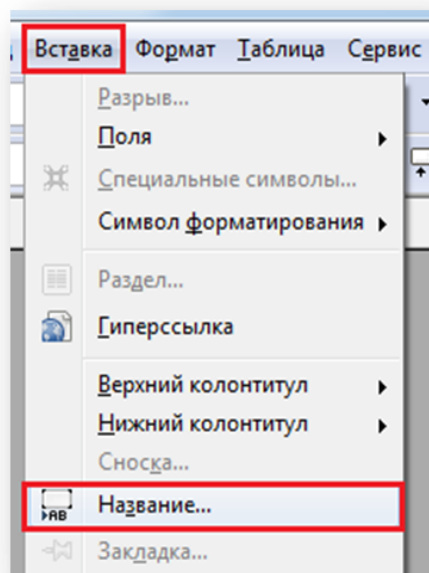 Вставка Формат Таблица Сервис
Разрыв...
Поля
Специальные символы...
Символ форматирования
Раздел...
Гиперссылка
Верхний колонтитул
Нижний колонтитул
Сноска...
AB Название...
Закладка...